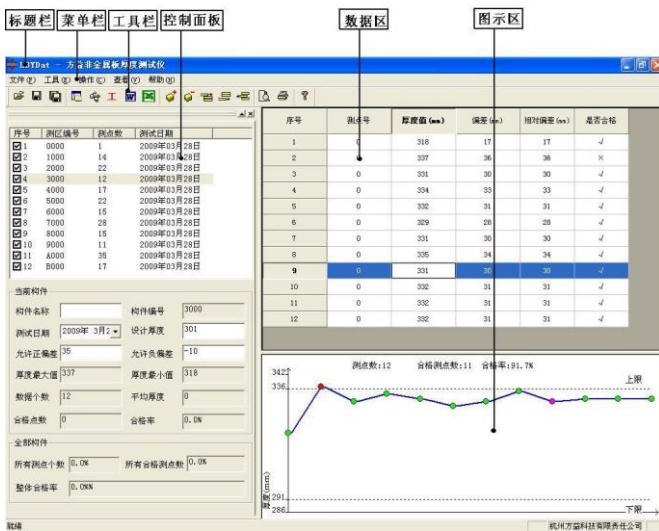 标题栏 菜单栏 工具栏 控制面板 数据区 图示区
LBYDat - 方益非金属板厚度测试仪
文件(F) 工具(T) 操作(C) 查看(V) 帮助(H)
序号 测区编号 测点数 测试日期
1 0000 1 2009年03月28日
2 1000 14 2009年03月28日
3 2000 22 2009年03月28日
4 3000 12 2009年03月28日
5 4000 17 2009年03月28日
6 5000 22 2009年03月28日
7 6000 15 2009年03月28日
8 7000 28 2009年03月28日
9 8000 15 2009年03月28日
10 9000 11 2009年03月28日
11 A000 35 2009年03月28日
12 B000 17 2009年03月28日
当前构件
构件名称 构件编号 3000
测试日期 2009年 3月2 设计厚度 301
允许正偏差 35 允许负偏差 -10
厚度最大值 337 厚度最小值 318
数据个数 12 平均厚度 0
合格点数 0 合格率 0.0%
全部构件
所有测点个数 0.0% 所有合格测点数 0.0%
整体合格率 0.0%%
就绪
序号 测点号 厚度值(mm) 偏差(mm) 相对偏差(mm) 是否合格
1 0 318 17 17 √
2 0 337 36 36 ×
3 0 331 30 30 √
4 0 334 33 33 √
5 0 332 31 31 √
6 0 329 28 28 √
7 0 331 30 30 √
8 0 335 34 34 √
9 0 331 30 30 √
10 0 332 31 31 √
11 0 332 31 31 √
12 0 332 31 31 √
测点数:12 合格测点数:11 合格率:91.7%
342
336
上限
厚度(mm)
291
286
下限
杭州方益科技有限责任公司